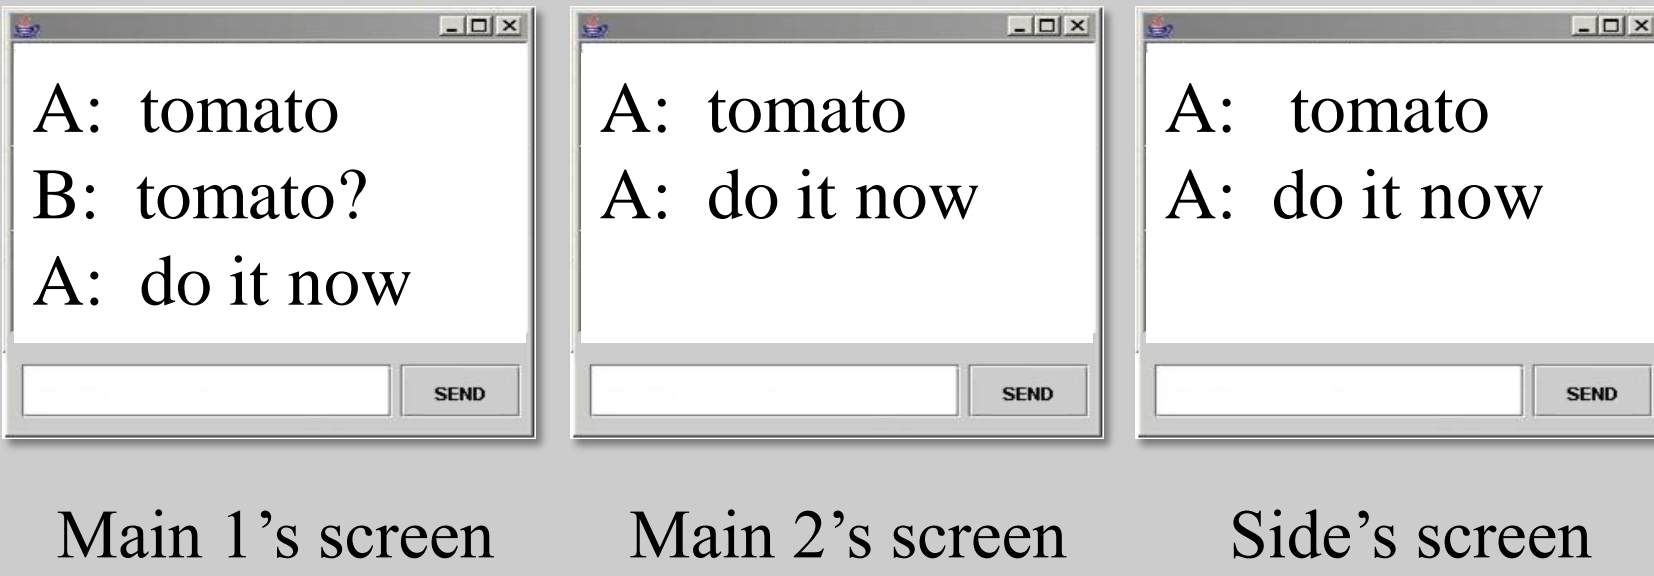 A: tomato
B: tomato?
A: do it now
SEND
Main 1’s screen
A: tomato
A: do it now
SEND
Main 2’s screen
A: tomato
A: do it now
SEND
Side’s screen